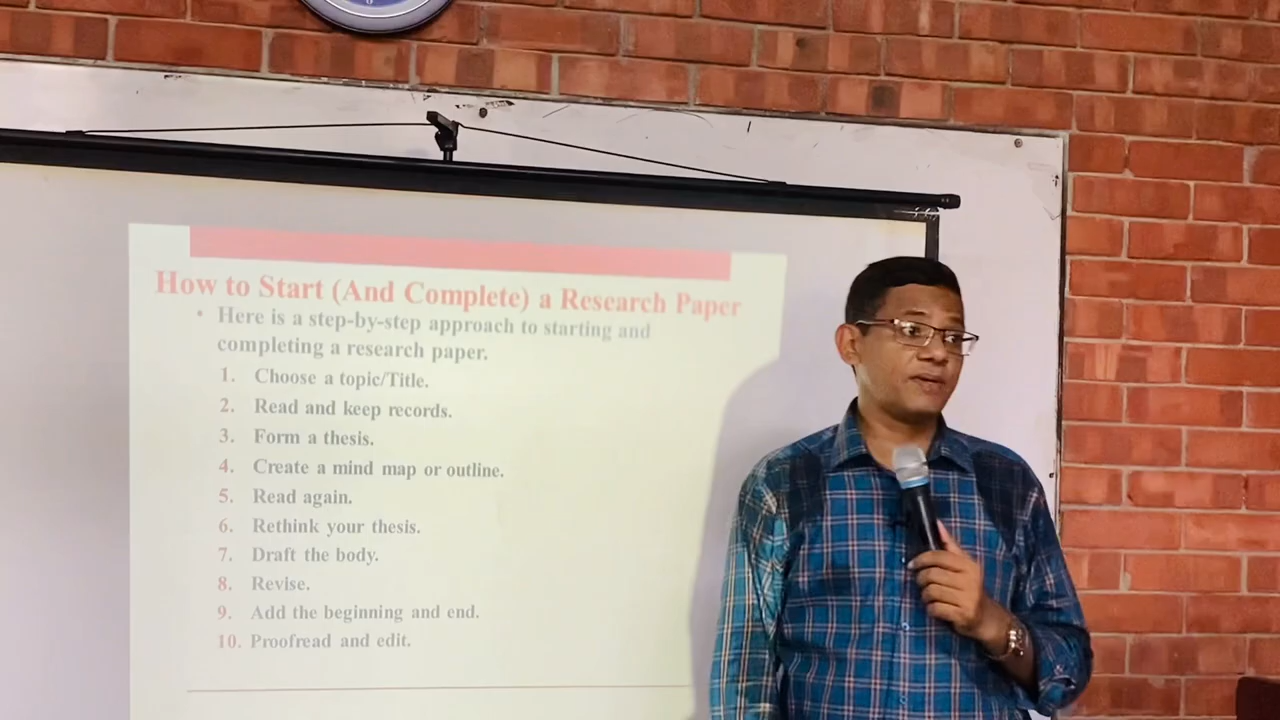 How to Start (And Complete) a Research Paper
• Here is a step-by-step approach to starting and
completing a research paper.
1. Choose a topic/Title.
2. Read and keep records.
3. Form a thesis.
4. Create a mind map or outline.
5. Read again.
6. Rethink your thesis.
7. Draft the body.
8. Revise.
9. Add the beginning and end.
10. Proofread and edit.